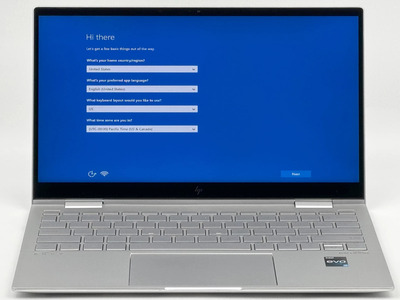 Hi there
Let's get a few basic things out of the way.
What's your home country/region?
United States
What's your preferred app language?
English (United States)
What keyboard layout would you like to use?
US
What time zone are you in?
(UTC-08:00) Pacific Time (US & Canada)
Next
hp
evo